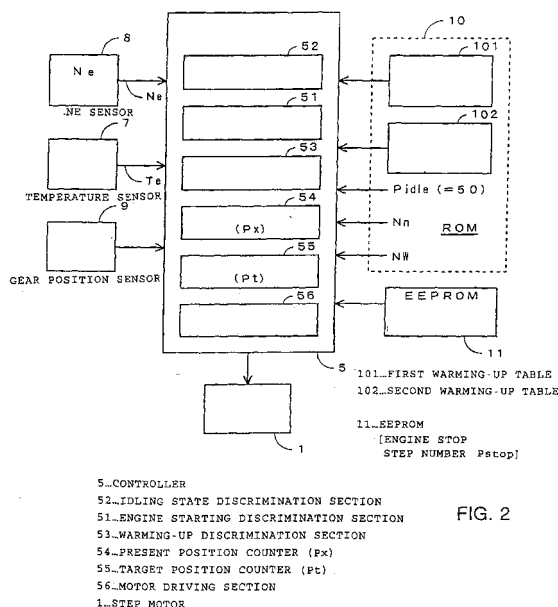 8
Ne
Ne
NE SENSOR
7
Te
TEMPERATURE SENSOR
9
GEAR POSITION SENSOR
52
51
53
54
(Px)
55
(Pt)
56
5
1
10
101
102
Pidle (=50)
Nn
ROM
NW
EEPROM
11
101...FIRST WARMING-UP TABLE
102...SECOND WARMING-UP TABLE
11...EEPROM
[ENGINE STOP
STEP NUMBER Pstop]
5...CONTROLLER
52...IDLING STATE DISCRIMINATION SECTION
51...ENGINE STARTING DISCRIMINATION SECTION
53...WARMING-UP DISCRIMINATION SECTION
54...PRESENT POSITION COUNTER (Px)
55...TARGET POSITION COUNTER (Pt)
56...MOTOR DRIVING SECTION
1...STEP MOTOR
FIG. 2